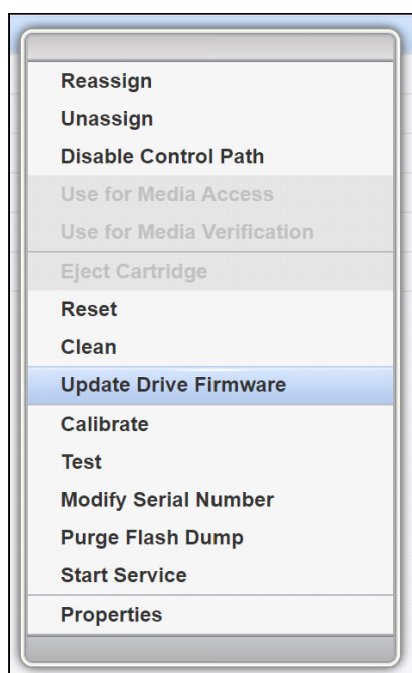 Reassign
Unassign
Disable Control Path
Use for Media Access
Use for Media Verification
Eject Cartridge
Reset
Clean
Update Drive Firmware
Calibrate
Test
Modify Serial Number
Purge Flash Dump
Start Service
Properties